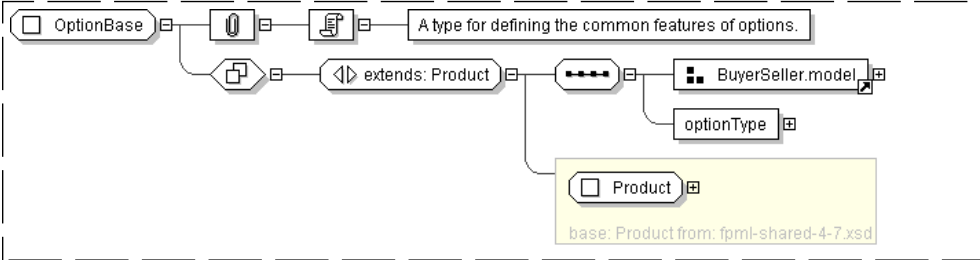 OptionBase
A type for defining the common features of options.
extends: Product
BuyerSeller.model
optionType
Product
base: Product from: fpml-shared-4-7.xsd